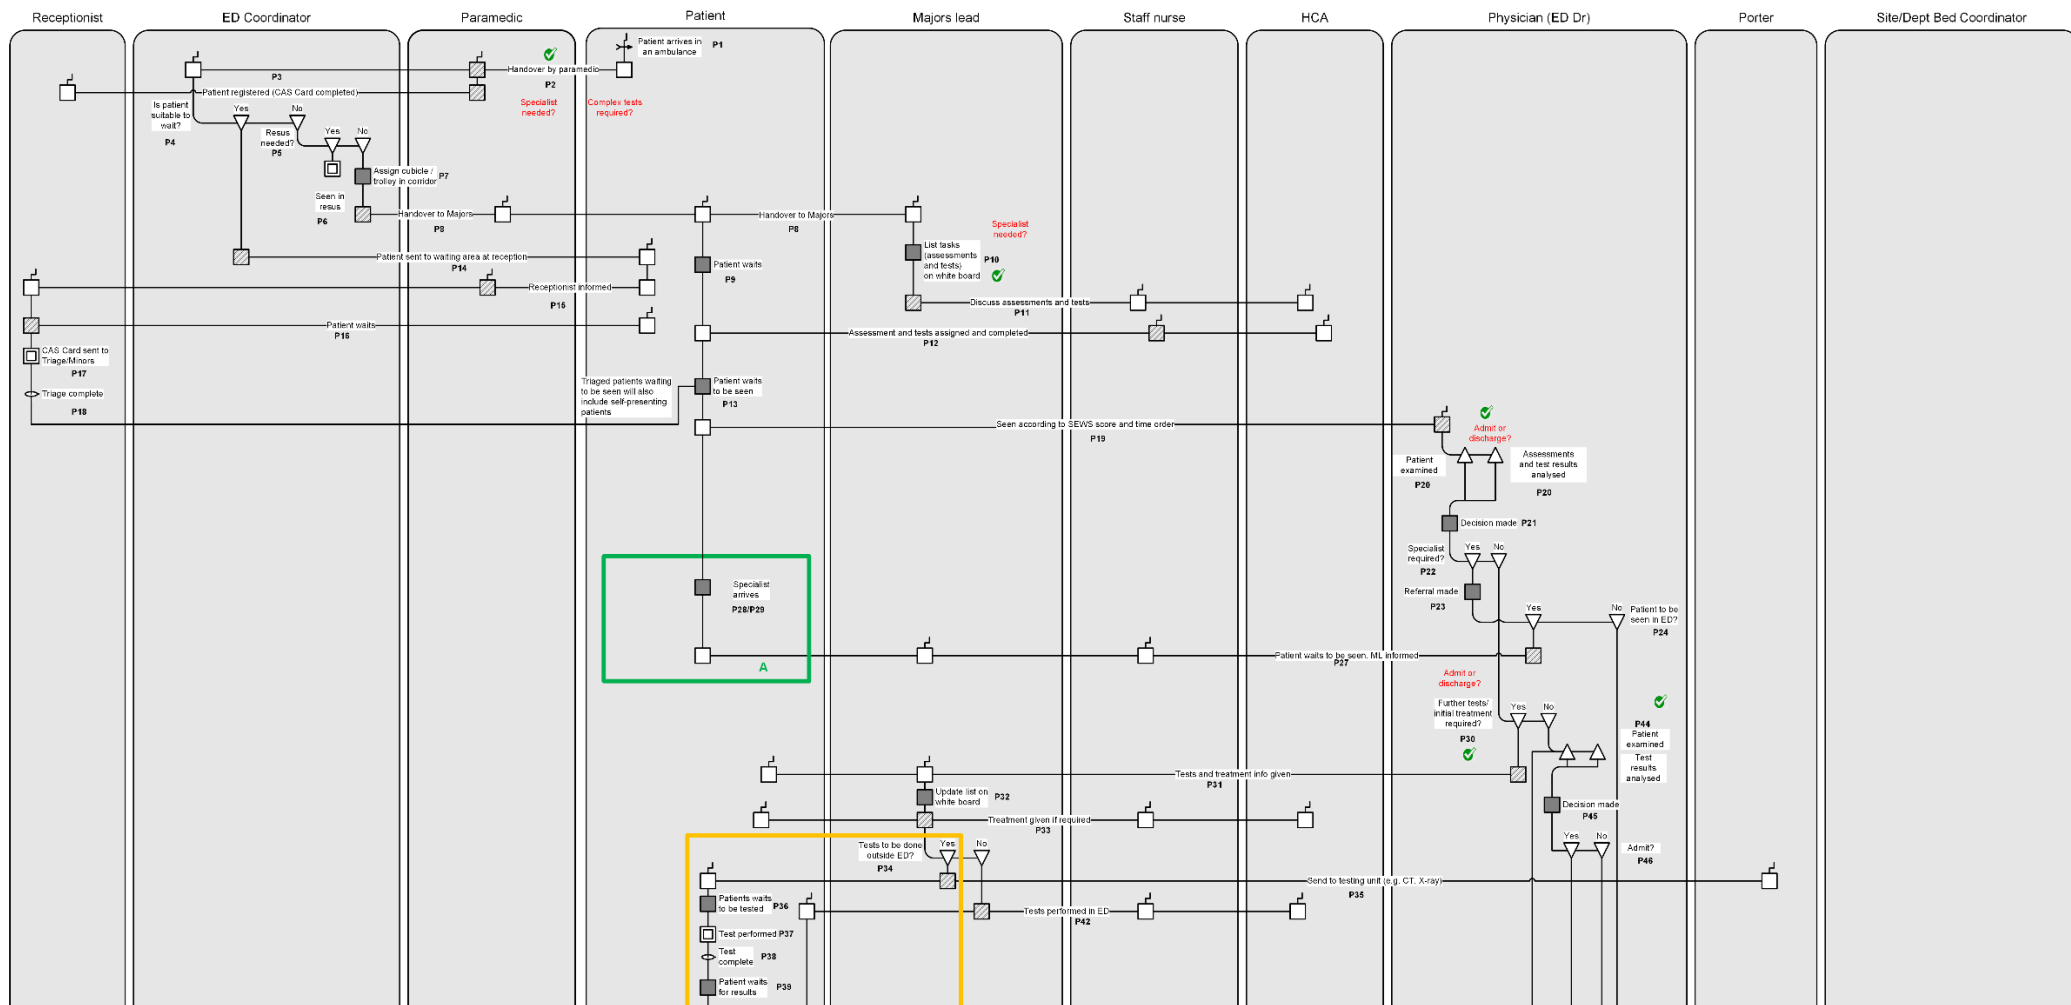 Receptionist
ED Coordinator
Paramedic
Patient
Majors lead
Staff nurse
HCA
Physician (ED Dr)
Porter
Site/Dept Bed Coordinator
Patient arrives in
an ambulance
P1
P3
Handover by paramedic
P2
Patient registered (CAS Card completed)
Specialist
needed?
Complex tests
required?
Is patient
suitable to
wait?
P4
Yes
No
Resus
needed?
P5
Yes
No
Assign cubicle /
trolley in corridor
P7
Seen in
resus
P6
Handover to Majors
P8
Handover to Majors
P8
Specialist
needed?
List tasks
(assessments
and tests)
on white board
P10
Patient sent to waiting area at reception
P14
Patient waits
P9
Receptionist informed
P15
Discuss assessments and tests
P11
Patient waits
P16
Assessment and tests assigned and completed
P12
CAS Card sent to
Triage/Minors
P17
Triage complete
P18
Triaged patients waiting
to be seen will also
include self-presenting
patients
Patient waits
to be seen
P13
Seen according to SEWS score and time order
P19
Admit or
discharge?
Patient
examined
P20
Assessments
and test results
analysed
P20
Decision made
P21
Specialist
required?
P22
Yes
No
Referral made
P23
Yes
No
Patient to be
seen in ED?
P24
Specialist
arrives
P28/P29
A
Patient waits to be seen. ML informed
P27
Admit or
discharge?
Further tests/
initial treatment
required?
P30
Yes
No
P44
Patient
examined
Test
results
analysed
Tests and treatment info given
P31
Update list on
white board
P32
Decision made
P45
Treatment given if required
P33
Tests to be done
outside ED?
P34
Yes
No
Yes
No
Admit?
P46
Send to testing unit (e.g. CT, X-ray)
P35
Patients waits
to be tested
P36
Tests performed in ED
P42
Test performed
P37
Test
complete
P38
Patient waits
for results
P39